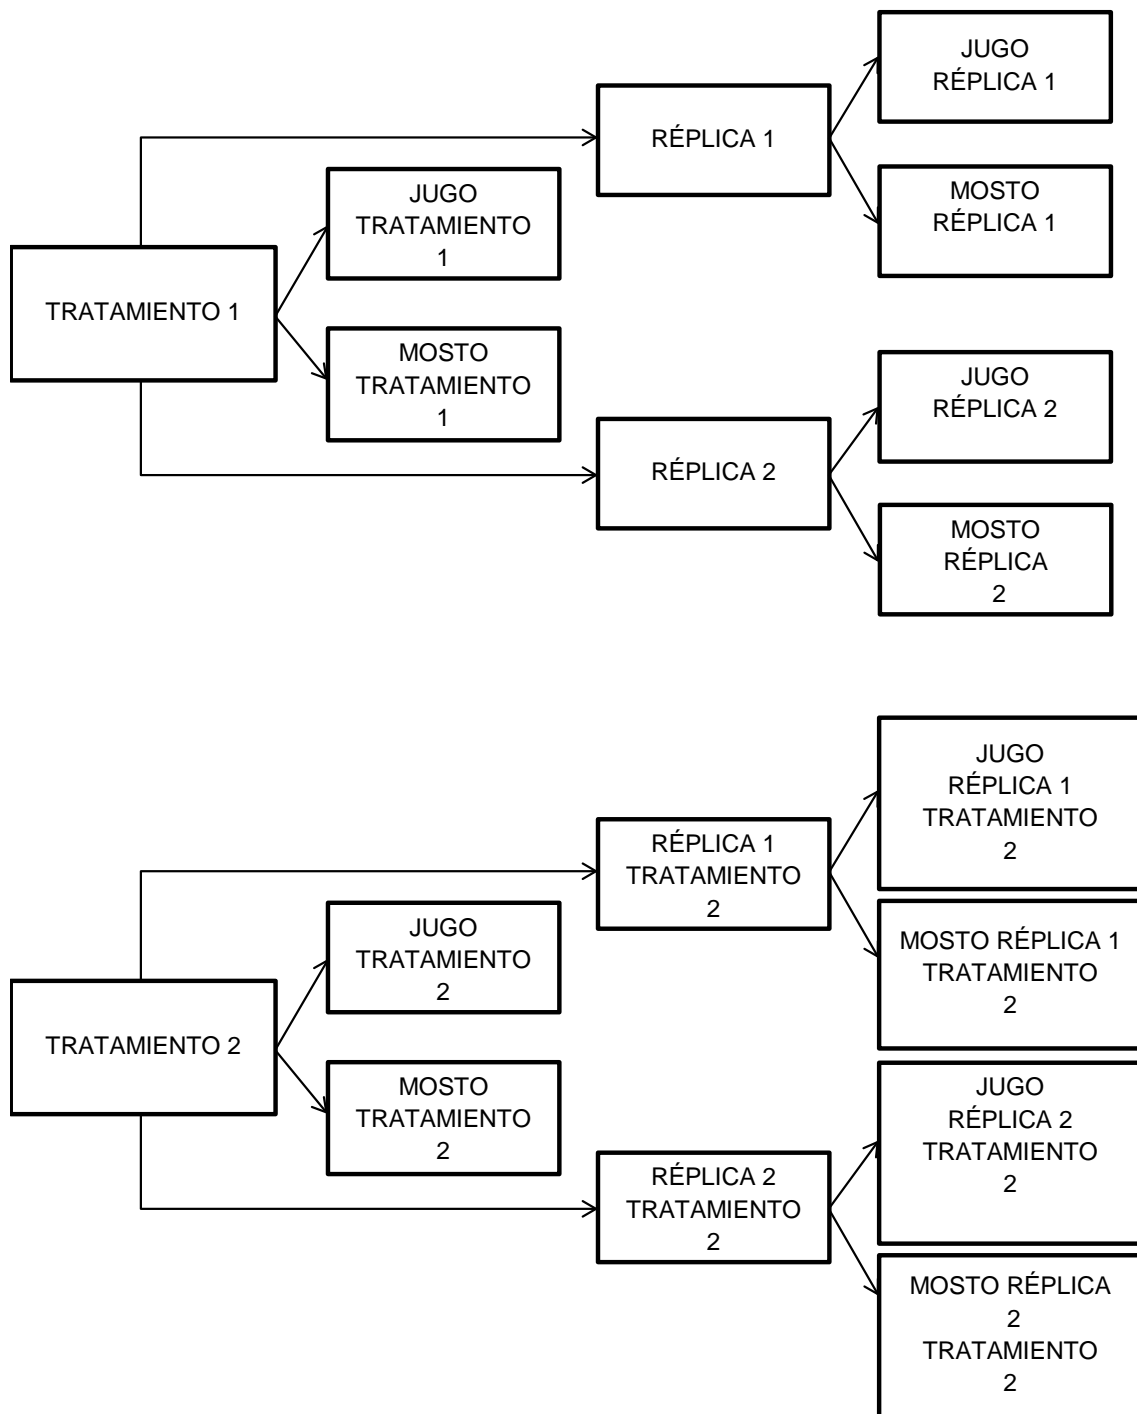 JUGO
RÉPLICA 1
RÉPLICA 1
MOSTO
RÉPLICA 1
JUGO
TRATAMIENTO
1
TRATAMIENTO 1
MOSTO
TRATAMIENTO
1
JUGO
RÉPLICA 2
RÉPLICA 2
MOSTO
RÉPLICA
2
JUGO
RÉPLICA 1
TRATAMIENTO
2
RÉPLICA 1
TRATAMIENTO
2
MOSTO RÉPLICA 1
TRATAMIENTO
2
JUGO
TRATAMIENTO
2
TRATAMIENTO 2
MOSTO
TRATAMIENTO
2
JUGO
RÉPLICA 2
TRATAMIENTO
2
RÉPLICA 2
TRATAMIENTO
2
MOSTO RÉPLICA
2
TRATAMIENTO
2